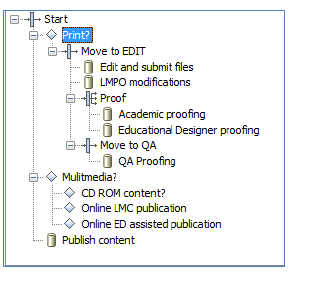 Start
Print?
Move to EDIT
Edit and submit files
LMPO modifications
Proof
Academic proofing
Educational Designer proofing
Move to QA
QA Proofing
Mulitmedia?
CD ROM content?
Online LMC publication
Online ED assisted publication
Publish content